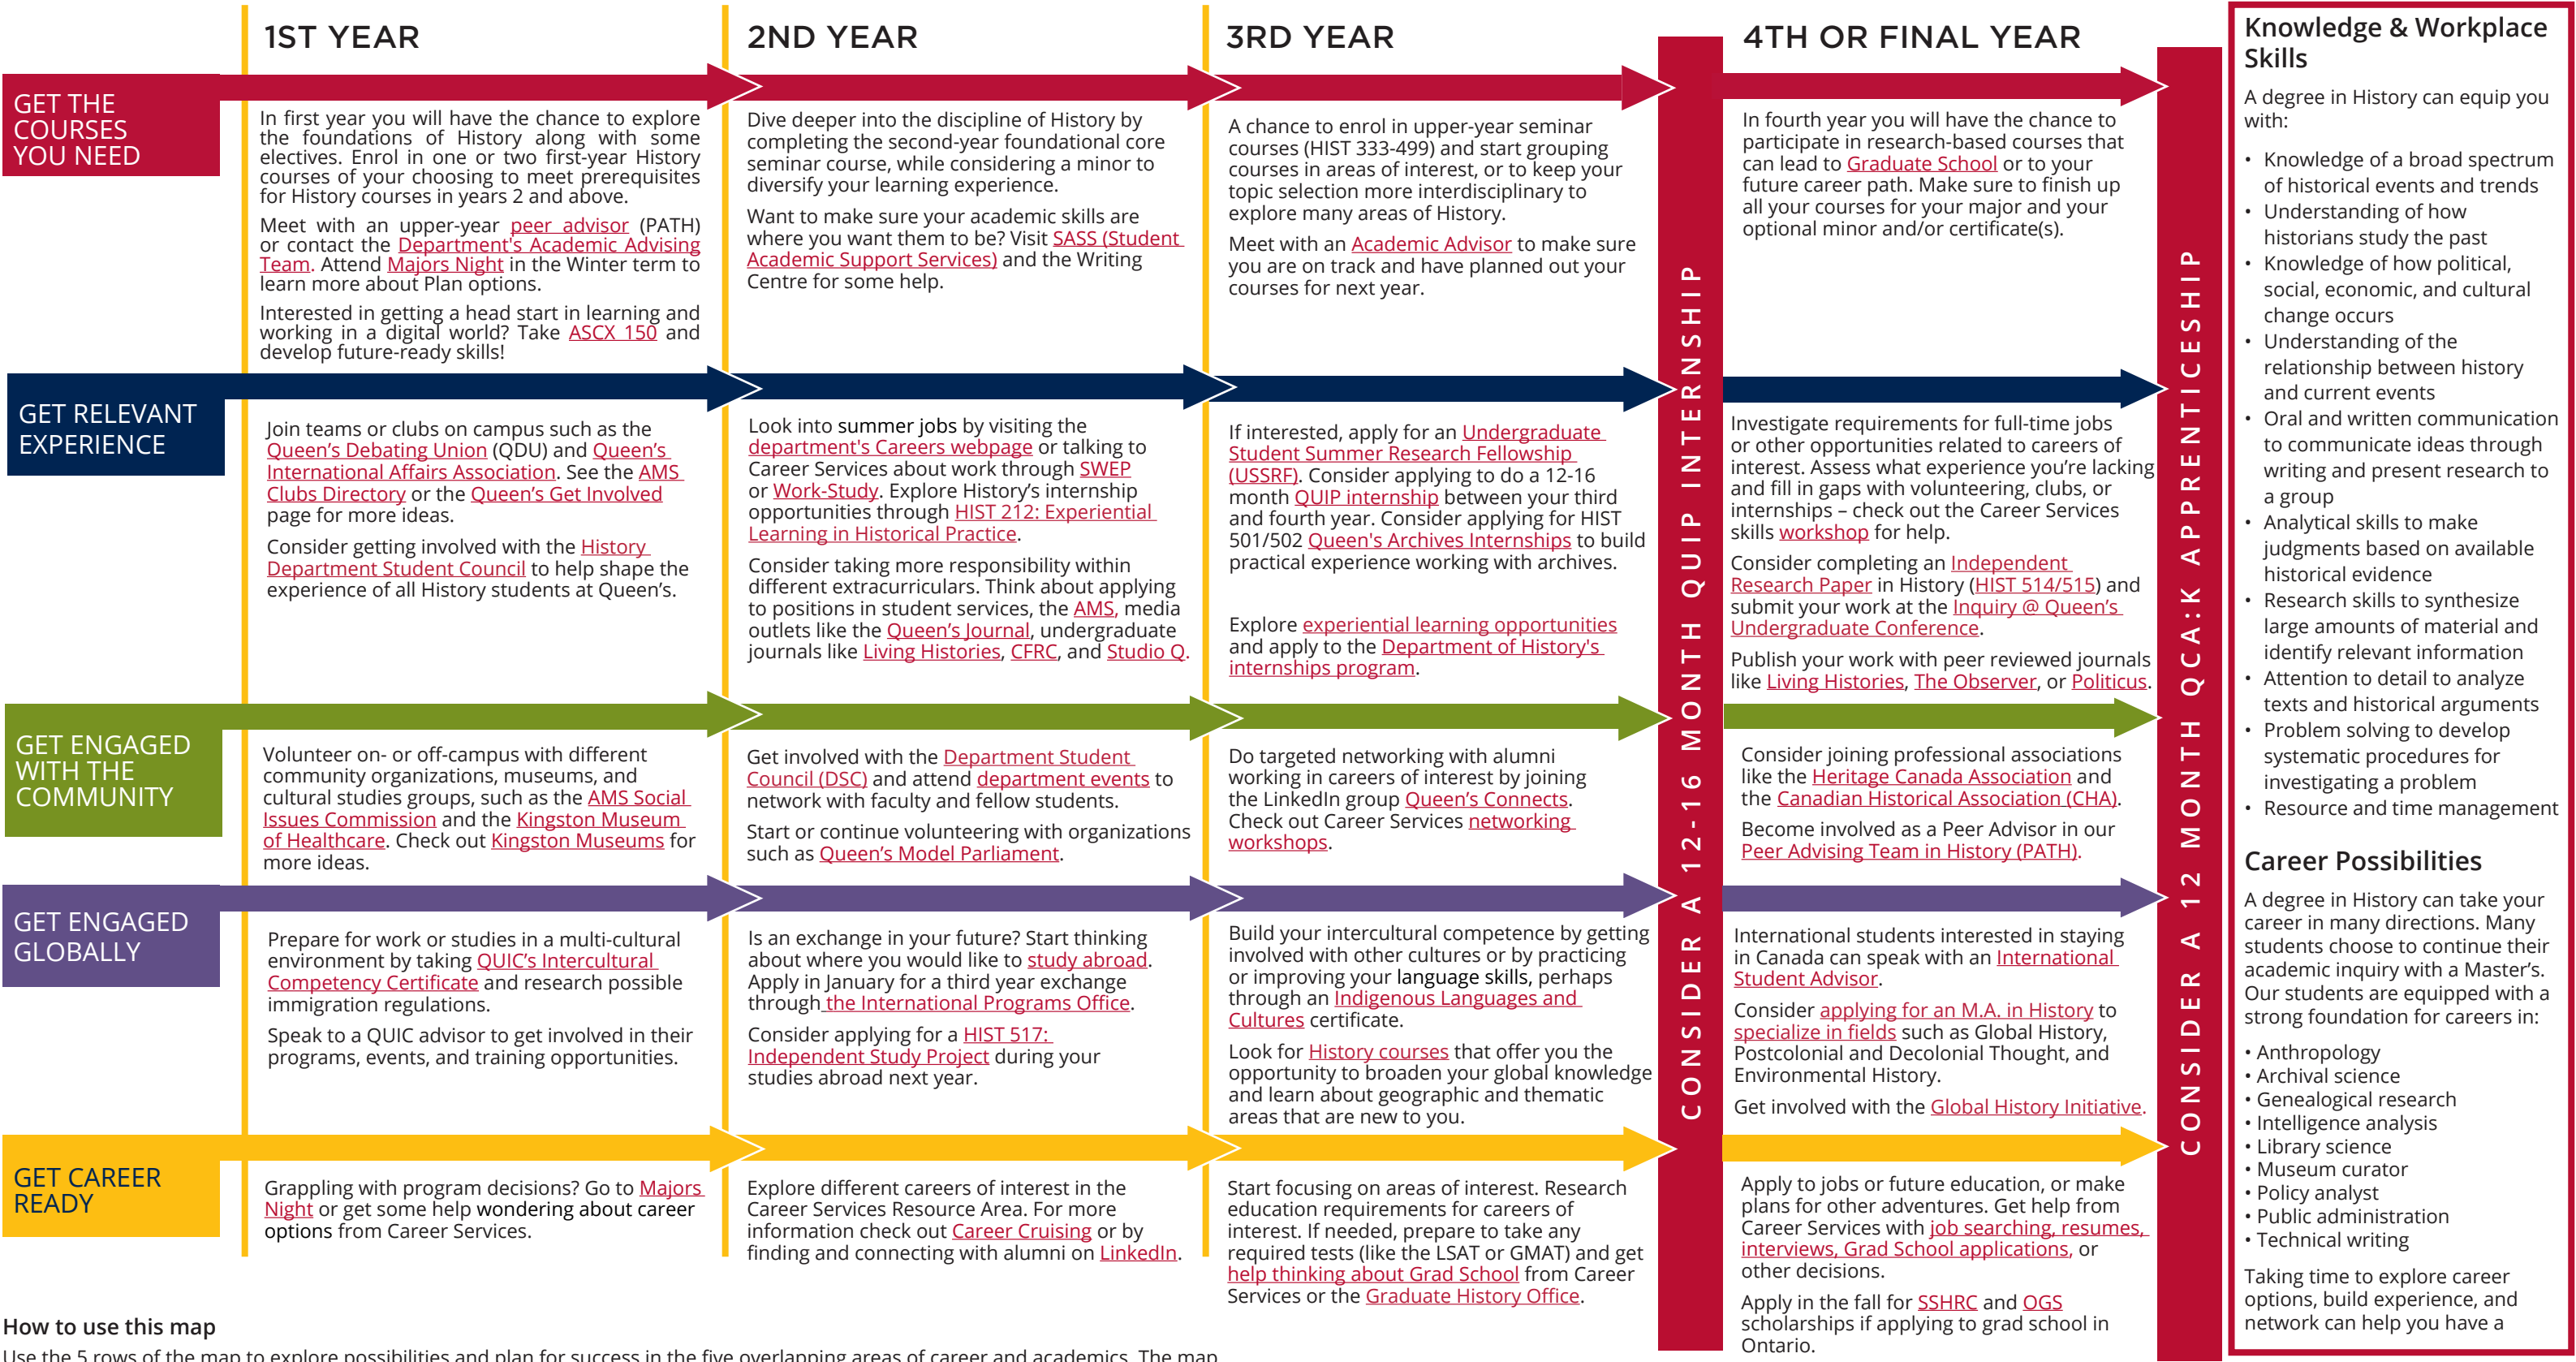 1ST YEAR
2ND YEAR
3RD YEAR
4TH OR FINAL YEAR
GET THE
COURSES
YOU NEED
In first year you will have the chance to explore
the foundations of History along with some
electives. Enrol in one or two first-year History
courses of your choosing to meet prerequisites
for History courses in years 2 and above.
Meet with an upper-year peer advisor (PATH)
or contact the Department's Academic Advising
Team. Attend Majors Night in the Winter term to
learn more about Plan options.
Interested in getting a head start in learning and
working in a digital world? Take ASCX 150 and
develop future-ready skills!
Dive deeper into the discipline of History by
completing the second-year foundational core
seminar course, while considering a minor to
diversify your learning experience.
Want to make sure your academic skills are
where you want them to be? Visit SASS (Student
Academic Support Services) and the Writing
Centre for some help.
A chance to enrol in upper-year seminar
courses (HIST 333-499) and start grouping
courses in areas of interest, or to keep your
topic selection more interdisciplinary to
explore many areas of History.
Meet with an Academic Advisor to make sure
you are on track and have planned out your
courses for next year.
In fourth year you will have the chance to
participate in research-based courses that
can lead to Graduate School or to your
future career path. Make sure to finish up
all your courses for your major and your
optional minor and/or certificate(s).
GET RELEVANT
EXPERIENCE
Join teams or clubs on campus such as the
Queen's Debating Union (QDU) and Queen's
International Affairs Association. See the AMS
Clubs Directory or the Queen's Get Involved
page for more ideas.
Consider getting involved with the History
Department Student Council to help shape the
experience of all History students at Queen's.
Look into summer jobs by visiting the
department's Careers webpage or talking to
Career Services about work through SWEP
or Work-Study. Explore History's internship
opportunities through HIST 212: Experiential
Learning in Historical Practice.
Consider taking more responsibility within
different extracurriculars. Think about applying
to positions in student services, the AMS, media
outlets like the Queen's Journal, undergraduate
journals like Living Histories, CFRC, and Studio Q.
If interested, apply for an Undergraduate
Student Summer Research Fellowship
(USSRF). Consider applying to do a 12-16
month QUIP internship between your third
and fourth year. Consider applying for HIST
501/502 Queen's Archives Internships to build
practical experience working with archives.
Explore experiential learning opportunities
and apply to the Department of History's
internships program.
Investigate requirements for full-time jobs
or other opportunities related to careers of
interest. Assess what experience you're lacking
and fill in gaps with volunteering, clubs, or
internships – check out the Career Services
skills workshop for help.
Consider completing an Independent
Research Paper in History (HIST 514/515) and
submit your work at the Inquiry @ Queen's
Undergraduate Conference.
Publish your work with peer reviewed journals
like Living Histories, The Observer, or Politicus.
GET ENGAGED
WITH THE
COMMUNITY
Volunteer on- or off-campus with different
community organizations, museums, and
cultural studies groups, such as the AMS Social
Issues Commission and the Kingston Museum
of Healthcare. Check out Kingston Museums for
more ideas.
Get involved with the Department Student
Council (DSC) and attend department events to
network with faculty and fellow students.
Start or continue volunteering with organizations
such as Queen's Model Parliament.
Do targeted networking with alumni
working in careers of interest by joining
the LinkedIn group Queen's Connects.
Check out Career Services networking
workshops.
Consider joining professional associations
like the Heritage Canada Association and
the Canadian Historical Association (CHA).
Become involved as a Peer Advisor in our
Peer Advising Team in History (PATH).
GET ENGAGED
GLOBALLY
Prepare for work or studies in a multi-cultural
environment by taking QUIC's Intercultural
Competency Certificate and research possible
immigration regulations.
Speak to a QUIC advisor to get involved in their
programs, events, and training opportunities.
Is an exchange in your future? Start thinking
about where you would like to study abroad.
Apply in January for a third year exchange
through the International Programs Office.
Consider applying for a HIST 517:
Independent Study Project during your
studies abroad next year.
Build your intercultural competence by getting
involved with other cultures or by practicing
or improving your language skills, perhaps
through an Indigenous Languages and
Cultures certificate.
Look for History courses that offer you the
opportunity to broaden your global knowledge
and learn about geographic and thematic
areas that are new to you.
International students interested in staying
in Canada can speak with an International
Student Advisor.
Consider applying for an M.A. in History to
specialize in fields such as Global History,
Postcolonial and Decolonial Thought, and
Environmental History.
Get involved with the Global History Initiative.
GET CAREER
READY
Grappling with program decisions? Go to Majors
Night or get some help wondering about career
options from Career Services.
Explore different careers of interest in the
Career Services Resource Area. For more
information check out Career Cruising or by
finding and connecting with alumni on LinkedIn.
Start focusing on areas of interest. Research
education requirements for careers of
interest. If needed, prepare to take any
required tests (like the LSAT or GMAT) and get
help thinking about Grad School from Career
Services or the Graduate History Office.
Apply to jobs or future education, or make
plans for other adventures. Get help from
Career Services with job searching, resumes,
interviews, Grad School applications, or
other decisions.
Apply in the fall for SSHRC and OGS
scholarships if applying to grad school in
Ontario.
CONSIDER A 12-16 MONTH QUIP INTERNSHIP
CONSIDER A 12 MONTH QCA:K APPRENTICESHIP
Knowledge & Workplace
Skills
A degree in History can equip you
with:
• Knowledge of a broad spectrum
of historical events and trends
• Understanding of how
historians study the past
• Knowledge of how political,
social, economic, and cultural
change occurs
• Understanding of the
relationship between history
and current events
• Oral and written communication
to communicate ideas through
writing and present research to
a group
• Analytical skills to make
judgments based on available
historical evidence
• Research skills to synthesize
large amounts of material and
identify relevant information
• Attention to detail to analyze
texts and historical arguments
• Problem solving to develop
systematic procedures for
investigating a problem
• Resource and time management
Career Possibilities
A degree in History can take your
career in many directions. Many
students choose to continue their
academic inquiry with a Master's.
Our students are equipped with a
strong foundation for careers in:
• Anthropology
• Archival science
• Genealogical research
• Intelligence analysis
• Library science
• Museum curator
• Policy analyst
• Public administration
• Technical writing
Taking time to explore career
options, build experience, and
network can help you have a
How to use this map
Use the 5 rows of the map to explore possibilities and plan for success in the five overlapping areas of career and academics. The map